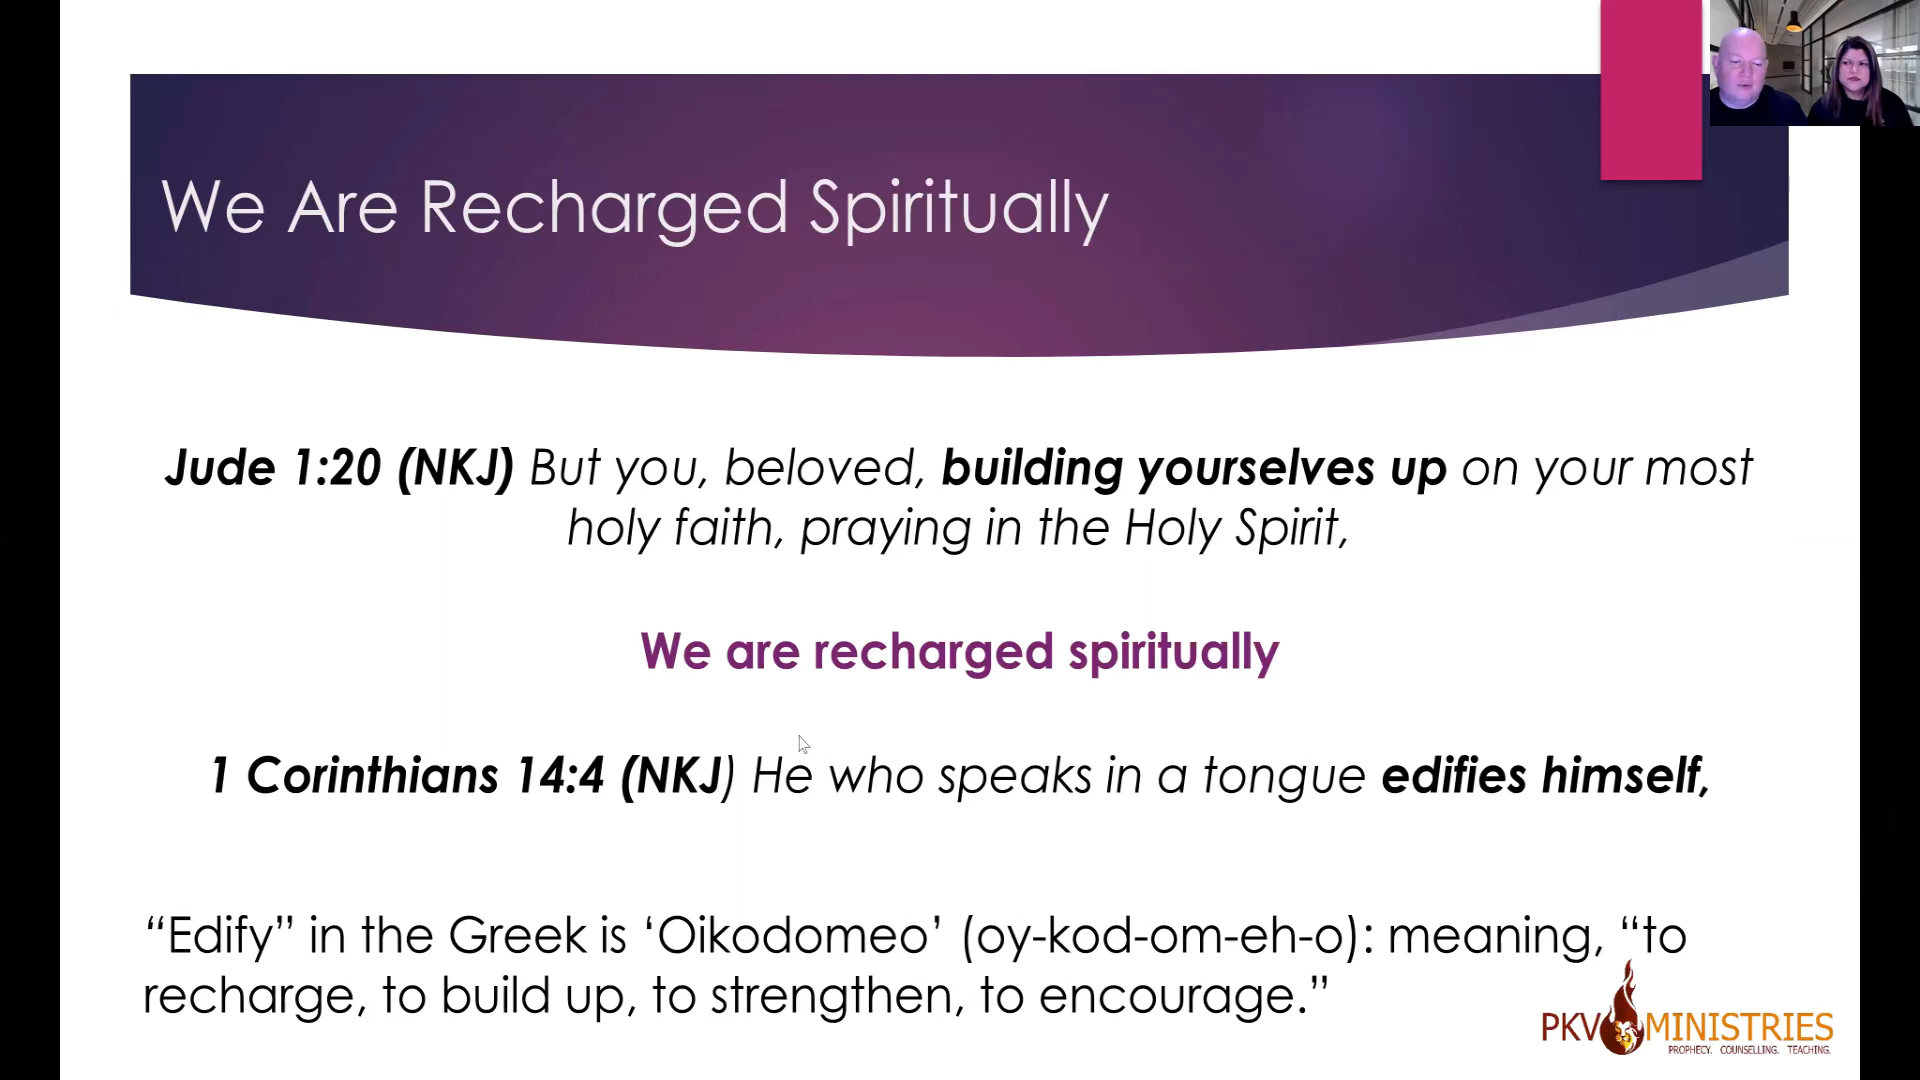 We Are Recharged Spiritually
Jude 1:20 (NKJ) But you, beloved, building yourselves up on your most
holy faith, praying in the Holy Spirit,
We are recharged spiritually
1 Corinthians 14:4 (NKJ) He who speaks in a tongue edifies himself,
“Edify” in the Greek is ‘Oikodomeo’ (oy-kod-om-eh-o): meaning, “to
recharge, to build up, to strengthen, to encourage.”
PKV MINISTRIES
PROPHECY. COUNSELLING. TEACHING.